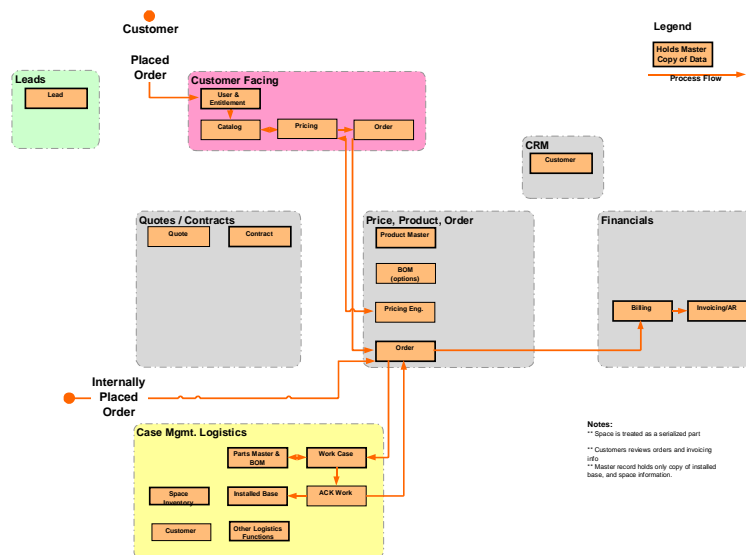 Customer
Placed
Order
Legend
Holds Master
Copy of Data
Process Flow
Leads
Lead
Customer Facing
User &
Entitlement
Catalog
Pricing
Order
CRM
Customer
Quotes / Contracts
Quote
Contract
Price, Product, Order
Product Master
BOM
(options)
Pricing Eng.
Order
Financials
Billing
Invoicing/AR
Internally
Placed
Order
Case Mgmt. Logistics
Parts Master &
BOM
Work Case
Space
Inventory
Installed Base
ACK Work
Customer
Other Logistics
Functions
Notes:
** Space is treated as a serialized part
** Customers reviews orders and invoicing
info
** Master record holds only copy of installed
base, and space information.